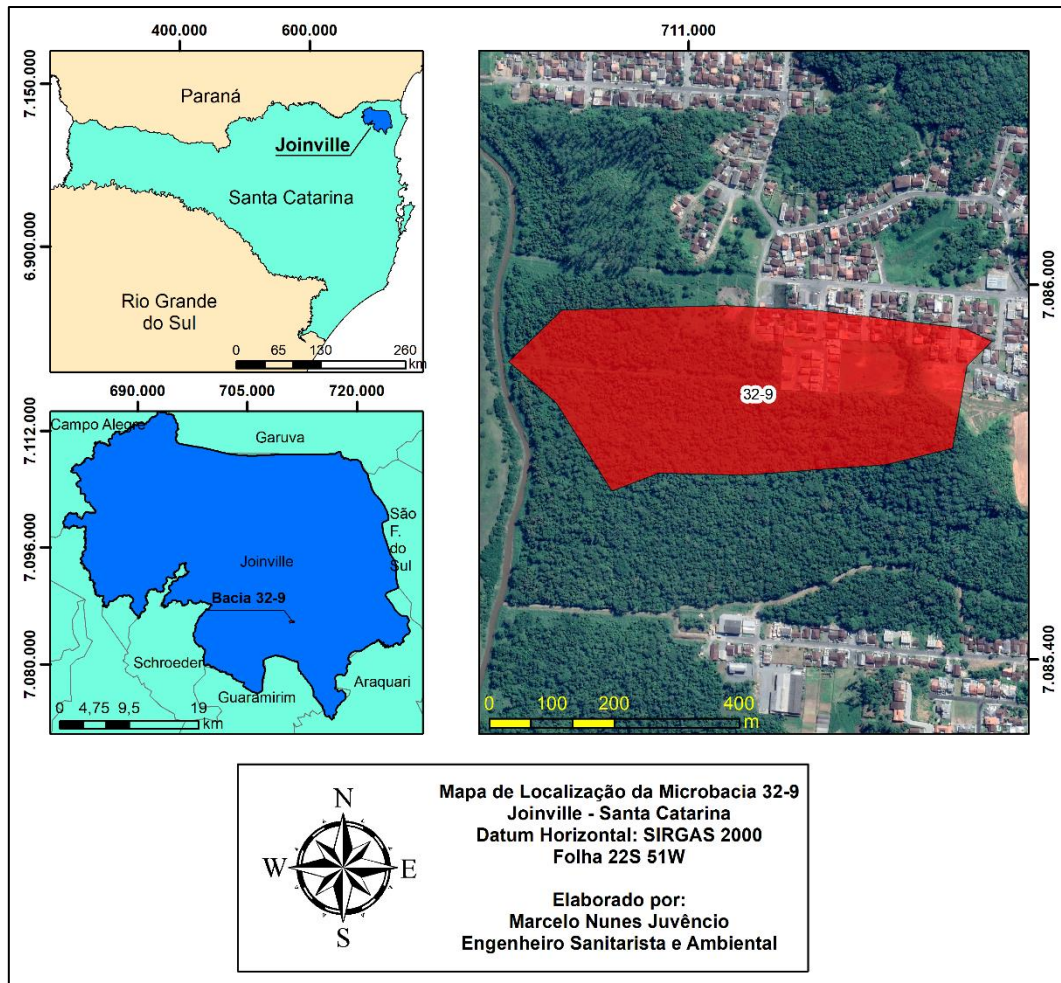 400.000
600.000
7.150.000
6.980.000
Paraná
Joinville
Santa Catarina
Rio Grande
do Sul
0 65 130 260
km
711.000
7.086.000
7.085.400
32-9
0 100 200 400
m
690.000
705.000
720.000
7.112.000
7.096.000
7.080.000
Campo Alegre
Garuva
São
F.
do
Sul
Joinville
Bacia 32-9
Schroeder
Guaramirim
Araquari
0 4,75 9,5 19
km
N
W
E
S
Mapa de Localização da Microbacia 32-9
Joinville - Santa Catarina
Datum Horizontal: SIRGAS 2000
Folha 22S 51W
Elaborado por:
Marcelo Nunes Juvêncio
Engenheiro Sanitarista e Ambiental